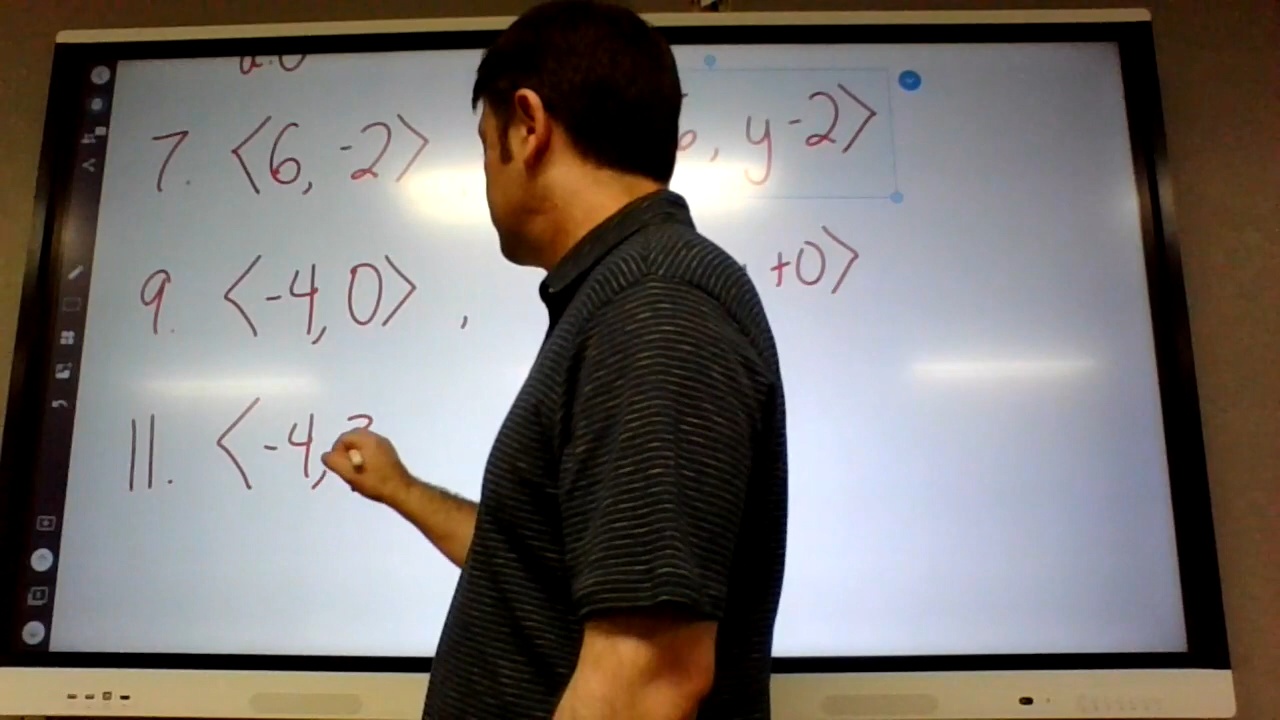 7. <6, -2> , y-2>
9. <-4, 0> , +0>
11. <-4,